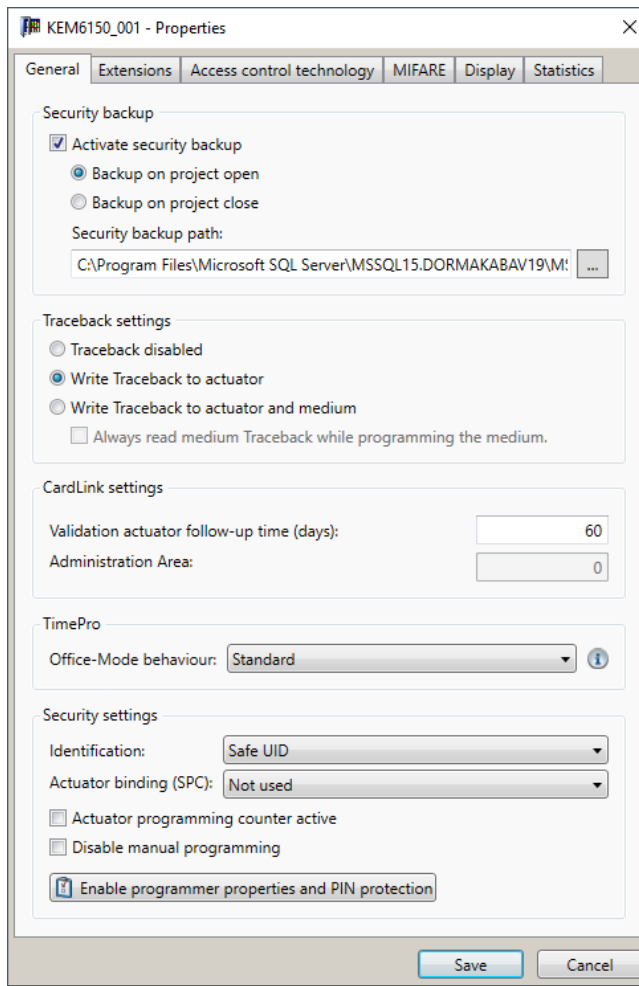 KEM6150_001 - Properties
General Extensions Access control technology MIFARE Display Statistics
Security backup
Activate security backup
Backup on project open
Backup on project close
Security backup path:
C:\Program Files\Microsoft SQL Server\MSSQL15.DORMAKABAV19\MS ...
Traceback settings
Traceback disabled
Write Traceback to actuator
Write Traceback to actuator and medium
Always read medium Traceback while programming the medium.
CardLink settings
Validation actuator follow-up time (days): 60
Administration Area: 0
TimePro
Office-Mode behaviour: Standard
Security settings
Identification: Safe UID
Actuator binding (SPC): Not used
Actuator programming counter active
Disable manual programming
Enable programmer properties and PIN protection
Save Cancel